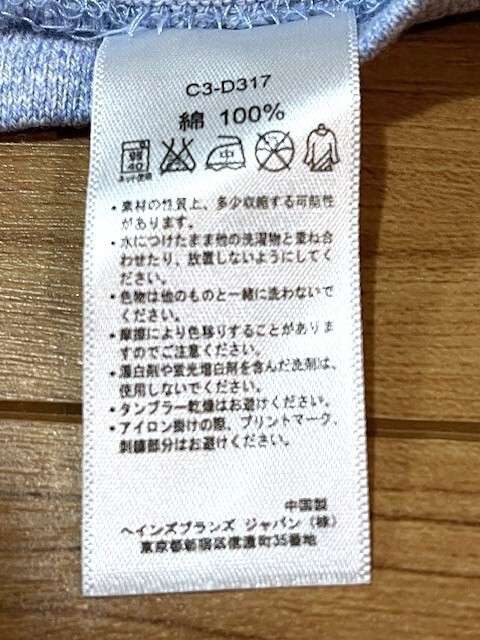 C3-D317
綿 100%
40
ネット使用
中
・素材の性質上、多少収縮する可能性
があります。
・水につけたまま他の洗濯物と重ね合
わせたり、放置しないようにしてく
ださい。
・色物は他のものと一緒に洗わないで
ください。
・摩擦により色移りすることがありま
すのでご注意ください。
・漂白剤や蛍光増白剤を含んだ洗剤は、
使用しないでください。
・タンブラー乾燥はお避けください。
・アイロン掛けの際、プリントマーク、
刺繍部分はお避けください。
中国製
ヘインズブランズ ジャパン（株）
東京都新宿区信濃町35番地